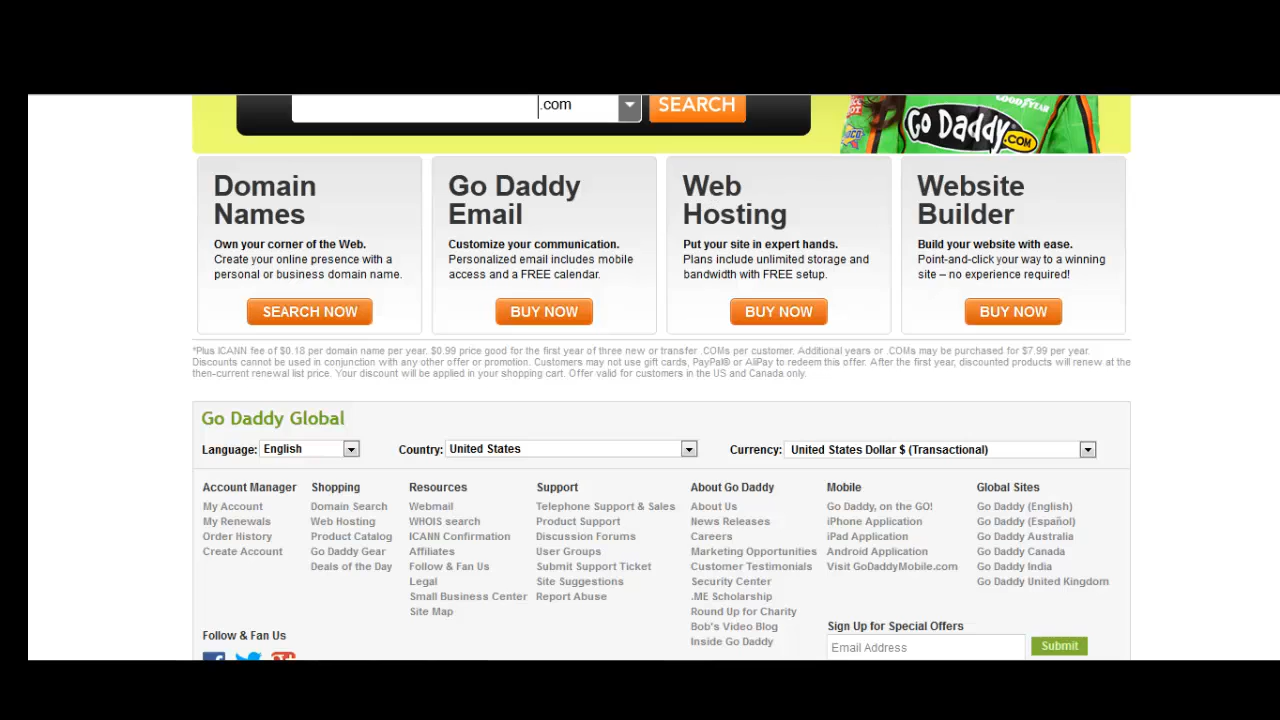 .com
SEARCH
GOODYEAR
Go Daddy .COM
Domain Names
Own your corner of the Web.
Create your online presence with a
personal or business domain name.
SEARCH NOW
Go Daddy Email
Customize your communication.
Personalized email includes mobile
access and a FREE calendar.
BUY NOW
Web Hosting
Put your site in expert hands.
Plans include unlimited storage and
bandwidth with FREE setup.
BUY NOW
Website Builder
Build your website with ease.
Point-and-click your way to a winning
site – no experience required!
BUY NOW
*Plus ICANN fee of $0.18 per domain name per year. $0.99 price good for the first year of three new or transfer .COMs per customer. Additional years or .COMs may be purchased for $7.99 per year.
Discounts cannot be used in conjunction with any other offer or promotion. Customers may not use gift cards, PayPal® or AliPay to redeem this offer. After the first year, discounted products will renew at the
then-current renewal list price. Your discount will be applied in your shopping cart. Offer valid for customers in the US and Canada only.
Go Daddy Global
Language: English Country: United States Currency: United States Dollar $ (Transactional)
Account Manager
My Account
My Renewals
Order History
Create Account
Shopping
Domain Search
Web Hosting
Product Catalog
Go Daddy Gear
Deals of the Day
Resources
Webmail
WHOIS search
ICANN Confirmation
Affiliates
Follow & Fan Us
Legal
Small Business Center
Site Map
Support
Telephone Support & Sales
Product Support
Discussion Forums
User Groups
Submit Support Ticket
Site Suggestions
Report Abuse
About Go Daddy
About Us
News Releases
Careers
Marketing Opportunities
Customer Testimonials
Security Center
.ME Scholarship
Round Up for Charity
Bob's Video Blog
Inside Go Daddy
Mobile
Go Daddy, on the GO!
iPhone Application
iPad Application
Android Application
Visit GoDaddyMobile.com
Global Sites
Go Daddy (English)
Go Daddy (Español)
Go Daddy Australia
Go Daddy Canada
Go Daddy India
Go Daddy United Kingdom
Follow & Fan Us
Sign Up for Special Offers
Email Address
Submit